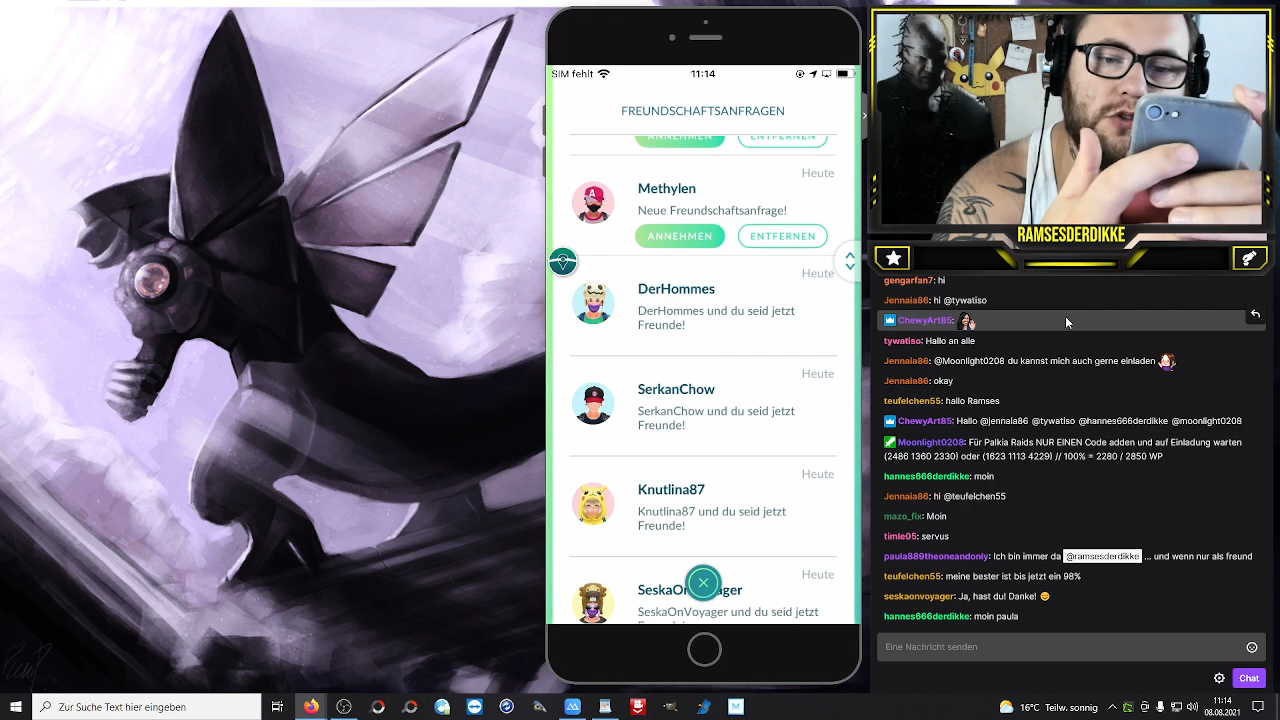 SIM fehlt
11:14
FREUNDSCHAFTSANFRAGEN
ANNEHMEN
ENTFERNEN
Heute
Methylen
Neue Freundschaftsanfrage!
ANNEHMEN
ENTFERNEN
Heute
DerHommes
DerHommes und du seid jetzt
Freunde!
Heute
SerkanChow
SerkanChow und du seid jetzt
Freunde!
Heute
Knutlina87
Knutlina87 und du seid jetzt
Freunde!
Heute
SeskaOnVoyager und du seid jetzt
RAMSESDERDIKKE
gengarfan7: hi
Jennaia86: hi @tywatiso
ChewyArt85:
tywatiso: Hallo an alle
Jennaia86: @Moonlight0208 du kannst mich auch gerne einladen
Jennaia86: okay
teufelchen55: hallo Ramses
ChewyArt85: Hallo @jennaia86 @tywatiso @hannes666derdikke @moonlight0208
Moonlight0208: Für Palkia Raids NUR EINEN Code adden und auf Einladung warten
(2486 1360 2330) oder (1623 1113 4229) // 100% = 2280 / 2850 WP
hannes666derdikke: moin
Jennaia86: hi @teufelchen55
mazo_fix: Moin
timle05: servus
paula889theoneandonly: Ich bin immer da @ramsesderdikke ... und wenn nur als freund
teufelchen55: meine bester ist bis jetzt ein 98%
seskaonvoyager: Ja, hast du! Danke!
hannes666derdikke: moin paula
Eine Nachricht senden
Chat
Zur Suche Text hier eingeben
16°C
11:14
08.08.2021